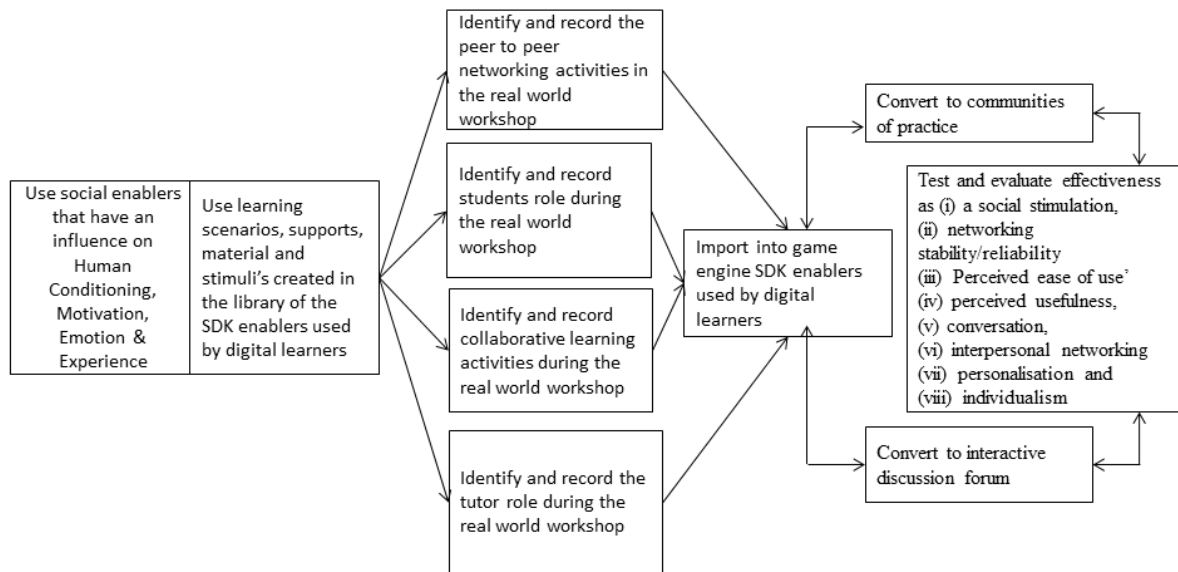 Use social enablers
that have an
influence on
Human
Conditioning,
Motivation,
Emotion &
Experience
Use learning
scenarios, supports,
material and
stimuli's created in
the library of the
SDK enablers used
by digital learners
Identify and record the
peer to peer
networking activities in
the real world
workshop
Identify and record
students role during
the real world
workshop
Identify and record
collaborative learning
activities during the
real world workshop
Identify and record the
tutor role during the
real world workshop
Import into game
engine SDK enablers
used by digital
learners
Convert to communities
of practice
Test and evaluate effectiveness
as (i) a social stimulation,
(ii) networking
stability/reliability
(iii) Perceived ease of use’
(iv) perceived usefulness,
(v) conversation,
(vi) interpersonal networking
(vii) personalisation and
(viii) individualism
Convert to interactive
discussion forum